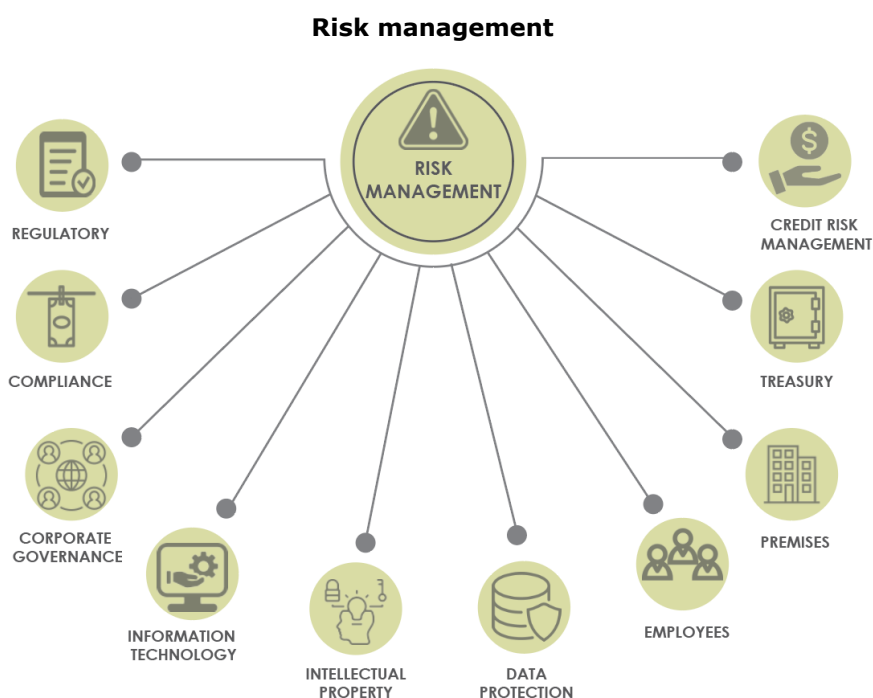 Risk management
RISK
MANAGEMENT
REGULATORY
COMPLIANCE
CORPORATE
GOVERNANCE
INFORMATION
TECHNOLOGY
INTELLECTUAL
PROPERTY
DATA
PROTECTION
EMPLOYEES
PREMISES
TREASURY
CREDIT RISK
MANAGEMENT